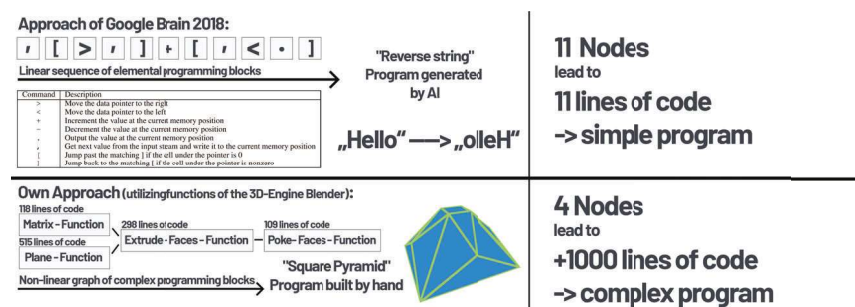 Approach of Google Brain 2018:
, [ > , ] + [ , < . ]
Linear sequence of elemental programming blocks
"Reverse string"
Program generated
by AI
Command Description
> Move the data pointer to the right
< Move the data pointer to the left
+ Increment the value at the current memory position
− Decrement the value at the current memory position
. Output the value at the current memory position
, Get next value from the input steam and write it to the current memory position
[ Jump past the matching ] if the cell under the pointer is 0
] Jump back to the matching [ if the cell under the pointer is nonzero
„Hello“ —–> „olleH“
11 Nodes
lead to
11 lines of code
-> simple program
Own Approach (utilizingfunctions of the 3D-Engine Blender):
118 lines of code
Matrix - Function
298 lines of code
109 lines of code
515 lines of code
Extrude - Faces - Function
Poke - Faces - Function
Plane - Function
Non-linear graph of complex programming blocks
"Square Pyramid"
Program built by hand
4 Nodes
lead to
+1000 lines of code
-> complex program